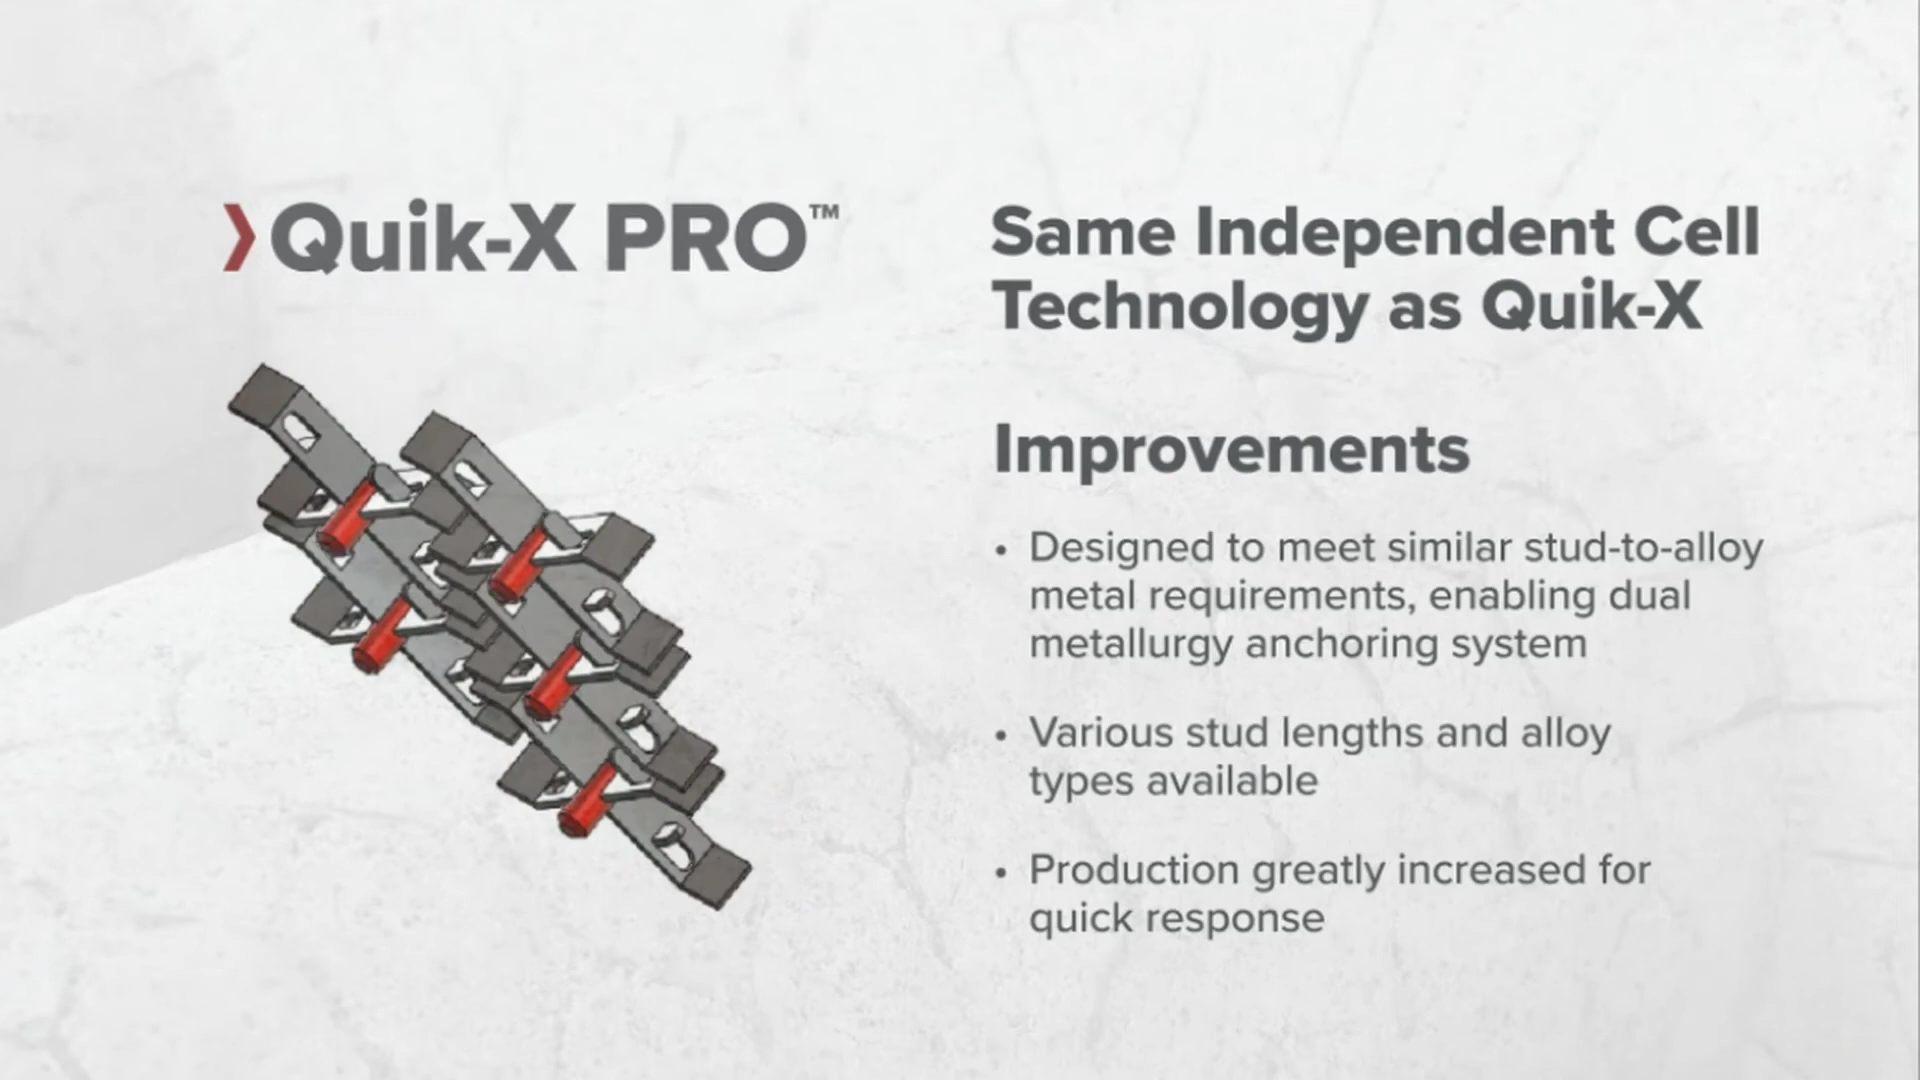 Quik-X PRO™
Same Independent Cell
Technology as Quik-X
Improvements
• Designed to meet similar stud-to-alloy
metal requirements, enabling dual
metallurgy anchoring system
• Various stud lengths and alloy
types available
• Production greatly increased for
quick response